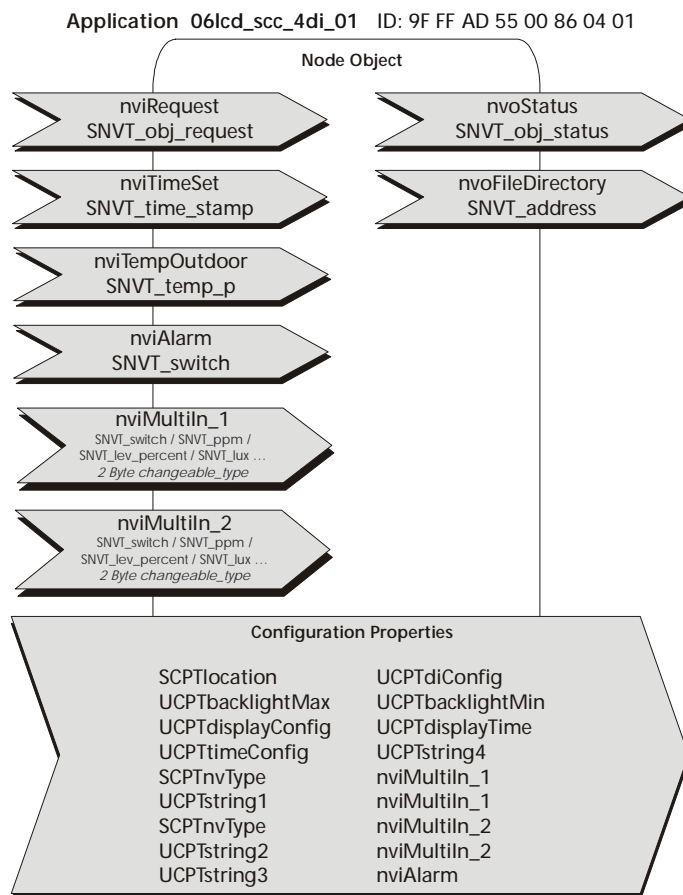 Application 06lcd_scc_4di_01 ID: 9F FF AD 55 00 86 04 01
Node Object
nviRequest
SNVT_obj_request
nvoStatus
SNVT_obj_status
nviTimeSet
SNVT_time_stamp
nvoFileDirectory
SNVT_address
nviTempOutdoor
SNVT_temp_p
nviAlarm
SNVT_switch
nviMultiIn_1
SNVT_switch / SNVT_ppm /
SNVT_lev_percent / SNVT_lux ...
2 Byte changeable_type
nviMultiIn_2
SNVT_switch / SNVT_ppm /
SNVT_lev_percent / SNVT_lux ...
2 Byte changeable_type
Configuration Properties
SCPTlocation UCPTdiConfig
UCPTbacklightMax UCPTbacklightMin
UCPTdisplayConfig UCPTdisplayTime
UCPTtimeConfig UCPTstring4
SCPTnvType nviMultiIn_1
UCPTstring1 nviMultiIn_1
SCPTnvType nviMultiIn_2
UCPTstring2 nviMultiIn_2
UCPTstring3 nviAlarm